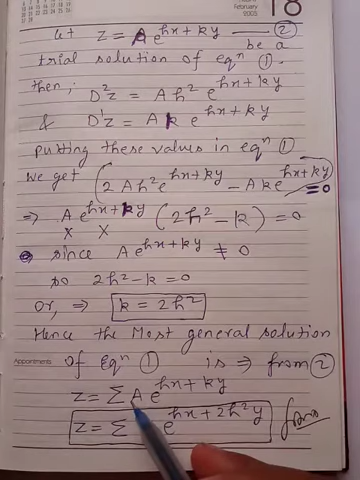 February 2005
18
let z = A e^{hx+ky} ——— ②
be a
trial solution of eqⁿ ①.
then;
D²z = A h² e^{hx+ky}
& D'z = A k e^{hx+ky}
putting these values in eqⁿ ①
we get (2Ah² e^{hx+ky} − Ake^{hx+ky}) = 0
⇒ A e^{hx+ky} (2h² − k) = 0
x x
since A e^{hx+ky} ≠ 0
so 2h² − k = 0
or, ⇒ k = 2h²
Hence the Most general solution
Appointments
of Eqⁿ ① is ⇒ from ②
z = Σ A e^{hx+ky}
z = Σ e^{hx+2h²y}